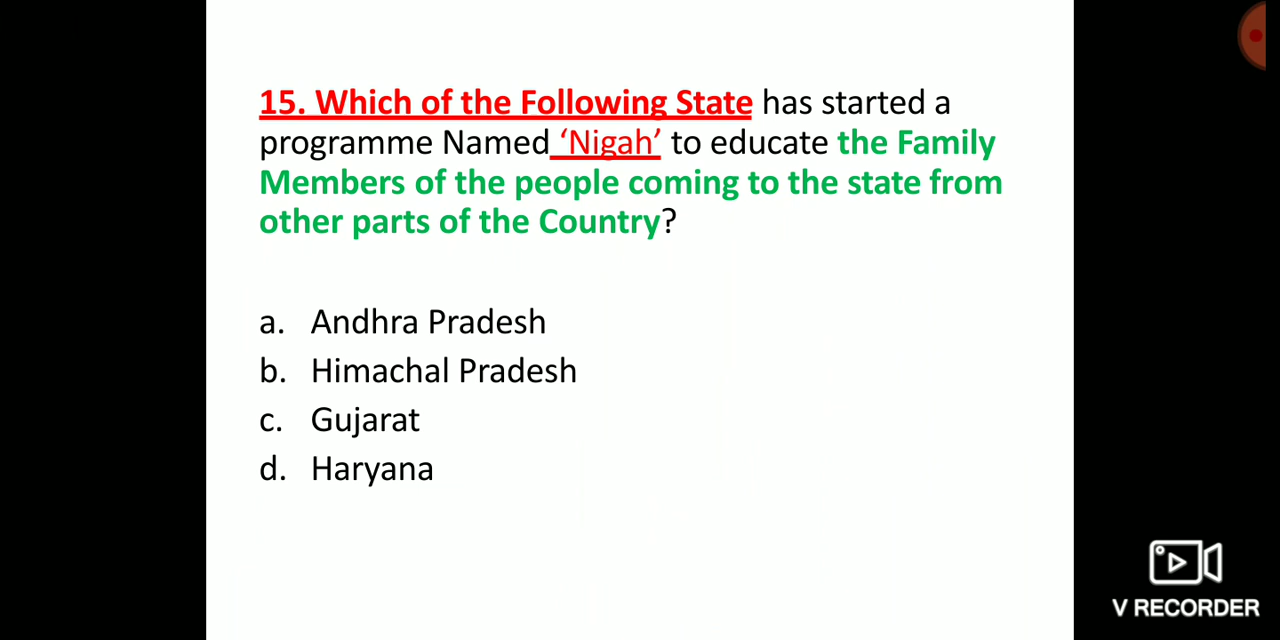 15. Which of the Following State has started a
programme Named ‘Nigah’ to educate the Family
Members of the people coming to the state from
other parts of the Country?
a. Andhra Pradesh
b. Himachal Pradesh
c. Gujarat
d. Haryana
V RECORDER